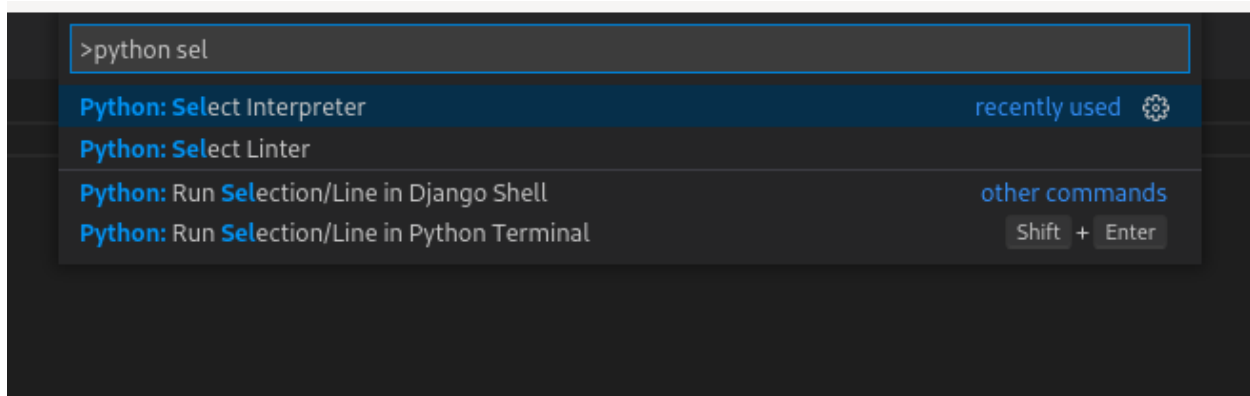 >python sel
Python: Select Interpreter recently used
Python: Select Linter
Python: Run Selection/Line in Django Shell other commands
Python: Run Selection/Line in Python Terminal Shift + Enter